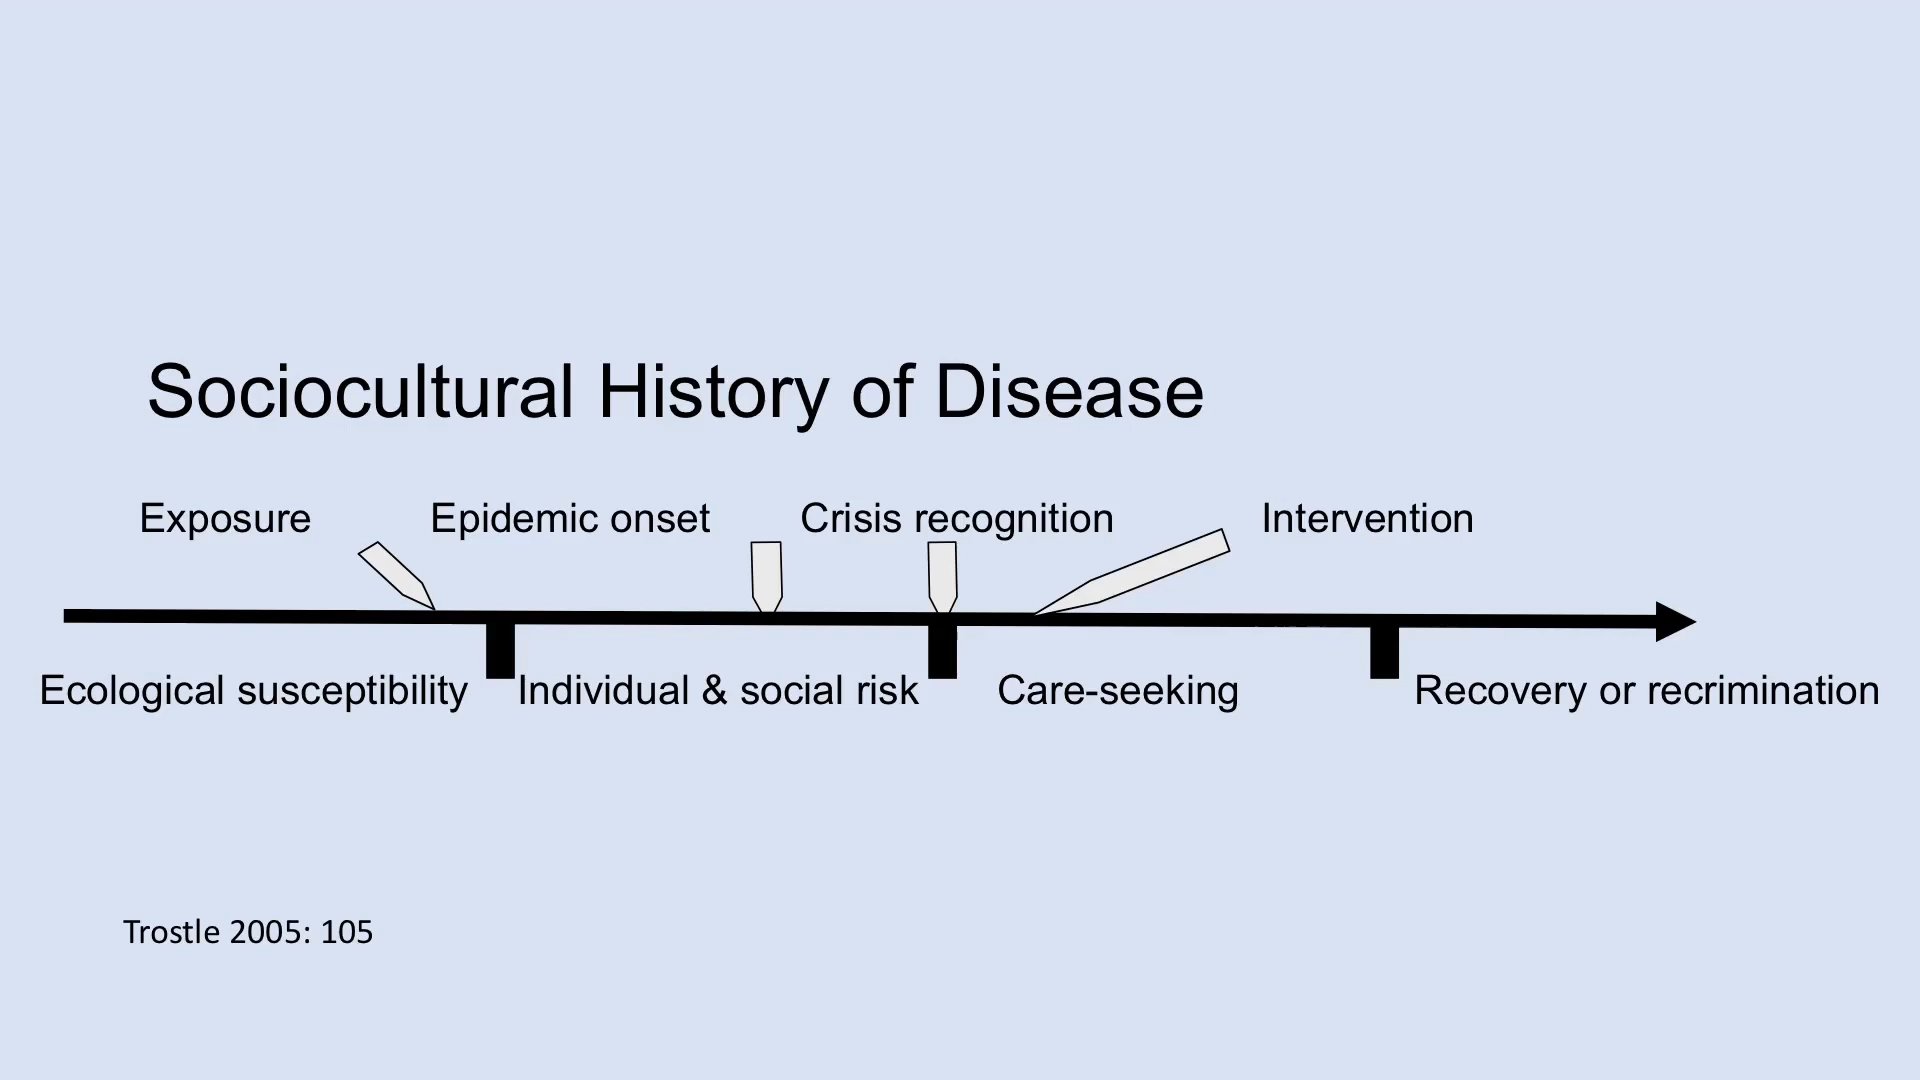 Sociocultural History of Disease
Exposure Epidemic onset Crisis recognition Intervention
Ecological susceptibility Individual & social risk Care-seeking Recovery or recrimination
Trostle 2005: 105